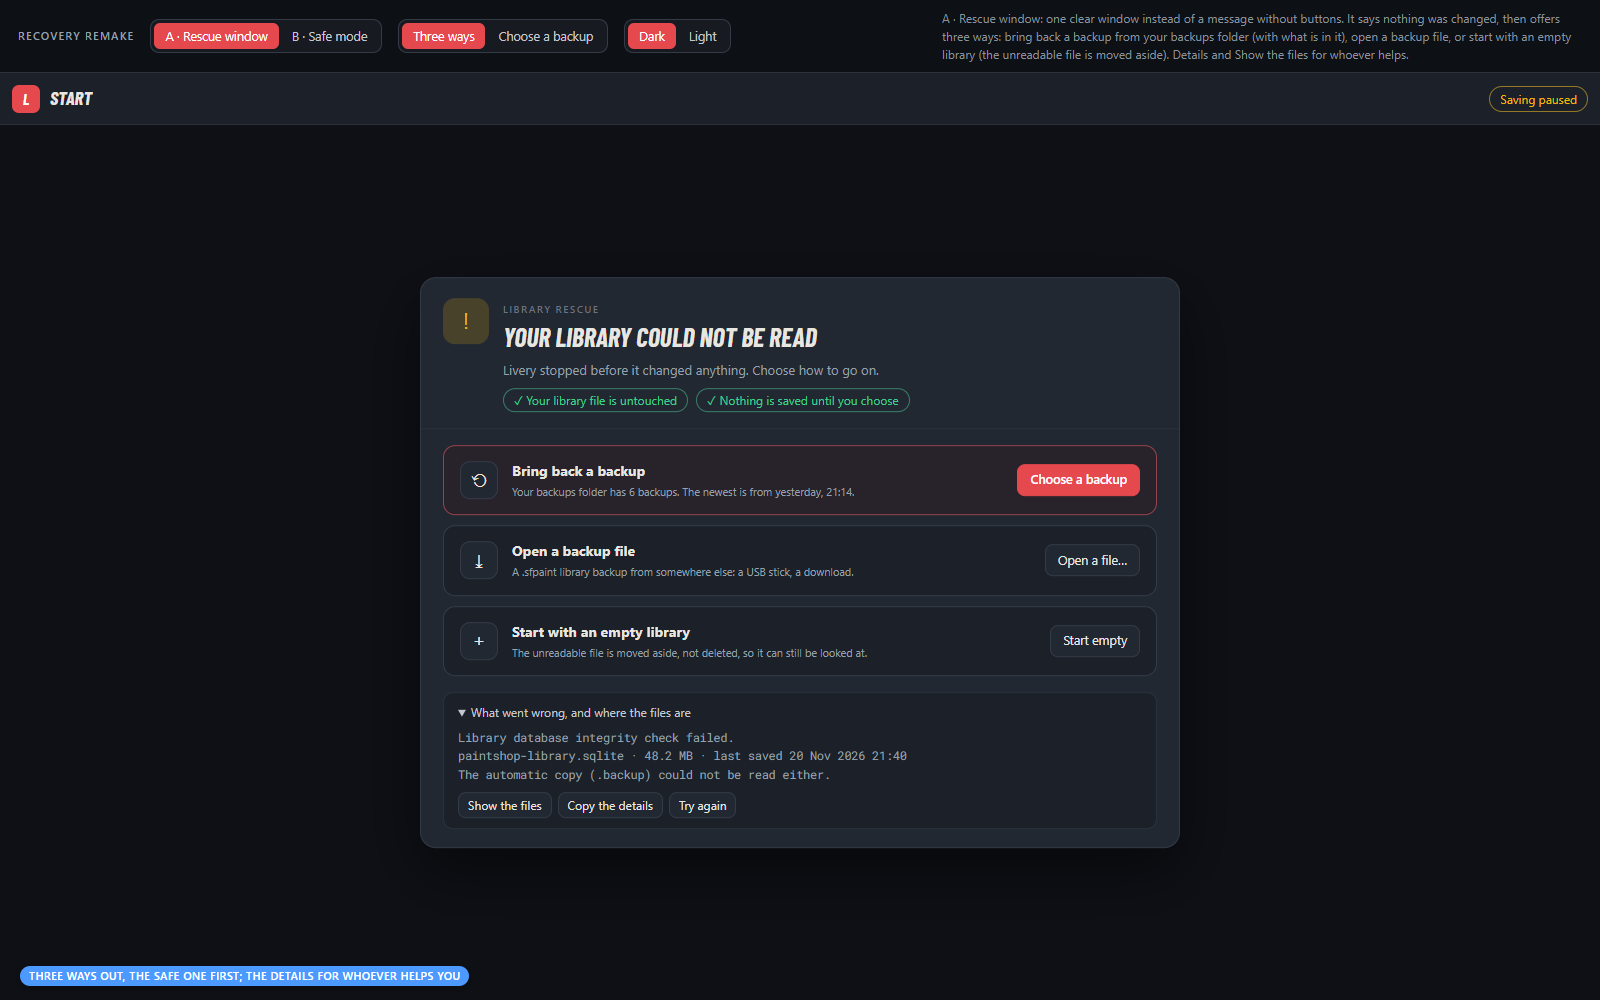 RECOVERY REMAKE
A · Rescue window
B · Safe mode
Three ways
Choose a backup
Dark
Light
A · Rescue window: one clear window instead of a message without buttons. It says nothing was changed, then offers
three ways: bring back a backup from your backups folder (with what is in it), open a backup file, or start with an empty
library (the unreadable file is moved aside). Details and Show the files for whoever helps.
L
START
Saving paused
!
LIBRARY RESCUE
YOUR LIBRARY COULD NOT BE READ
Livery stopped before it changed anything. Choose how to go on.
✓ Your library file is untouched
✓ Nothing is saved until you choose
Bring back a backup
Your backups folder has 6 backups. The newest is from yesterday, 21:14.
Choose a backup
Open a backup file
A .sfpaint library backup from somewhere else: a USB stick, a download.
Open a file...
Start with an empty library
The unreadable file is moved aside, not deleted, so it can still be looked at.
Start empty
▼ What went wrong, and where the files are
Library database integrity check failed.
paintshop-library.sqlite · 48.2 MB · last saved 20 Nov 2026 21:40
The automatic copy (.backup) could not be read either.
Show the files
Copy the details
Try again
THREE WAYS OUT, THE SAFE ONE FIRST; THE DETAILS FOR WHOEVER HELPS YOU